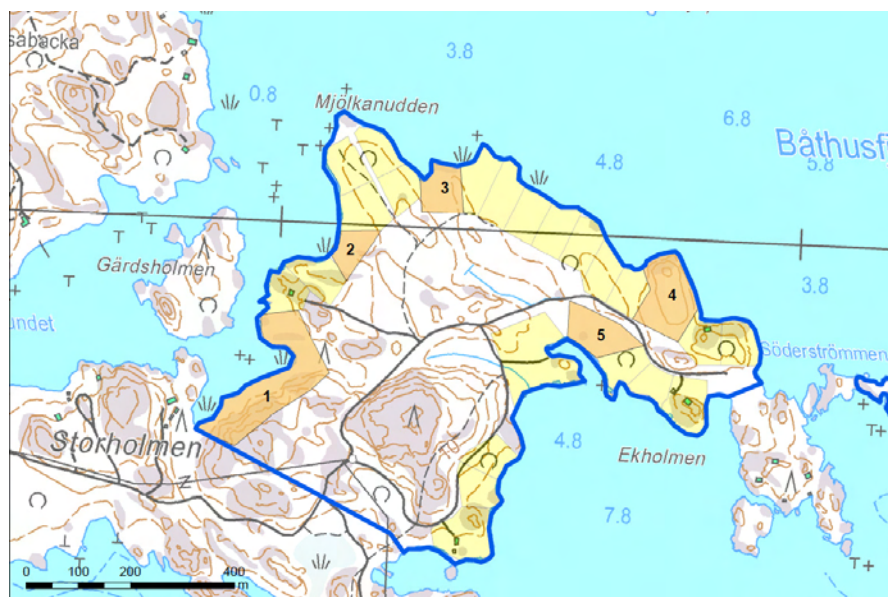 sabacka
3.8
0.8
Mjölkanudden
6.8
Båthusf
4.8
5.8
3
2
Gärdsholmen
3.8
4
undet
5
Söderströmmen
1
Storholmen
4.8
Ekholmen
7.8
0 100 200 400
m